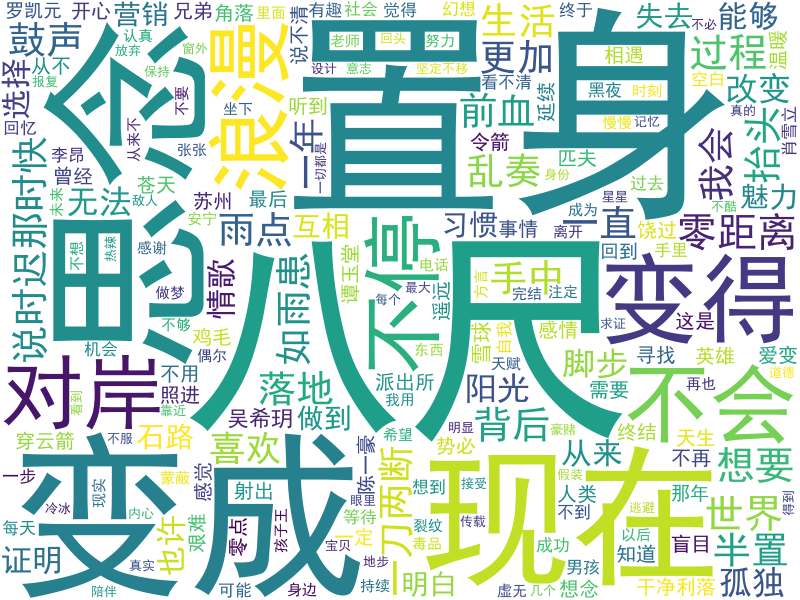 罗凯元
开心
营销
兄弟
角落
里面
有趣
社会
觉得
幻想
终于
失去
不必
能够
鼓声
认真
放弃
窗外
说不清
老师
回头
努力
生活
更加
过程
温暖
选择
从不
报复
保持
设计
意志
坚定不移
看不清
相遇
空白
改变
浪漫
置身
思念
回忆
不要
从来不
坐下
听到
一年
一切都是
前血
延续
黑夜
时刻
慢慢
记忆
真的
肖雪立
抬头
我会
令箭
李昂
张张
曾经
乱奏
匹夫
身份
过去
不酷
魅力
说时迟那时快
未来
敌人
苍天
无法
安宁
苏州
最后
雨点
互相
不停
习惯
事情
一直
成为
星星
离开
饶过
零距离
不想
热辣
感谢
做梦
情歌
如雨患
谭玉堂
电话
遥远
方言
手中
回到
手里
变得
八尺
不够
机会
鸡毛
偶尔
每个
最大
东西
完结
注定
雪球
自我
感情
这是
求证
对岸
看到
靠近
不用
照进
落地
派出所
我用
阳光
天赋
脚步
寻找
英雄
爱变
再也
道德
需要
不会
穿云箭
不服
石路
吴希玥
做到
喜欢
希望
背后
明显
豪赌
势必
从来
终结
天生
不再
想要
一步
冷冰
现实
蒙蔽
感觉
射出
陈一豪
眼里
一刀两断
想到
接受
假装
人类
那年
变成
现在
世界
得到
每天
内心
艰难
零点
孩子王
等待
一定
裂纹
传载
不到
逃避
证明
也许
宝贝
地步
毒品
成功
男孩
以后
知道
盲目
半置
陪伴
真实
可能
身边
持续
明白
虚无
几个
想念
干净利落
孤独